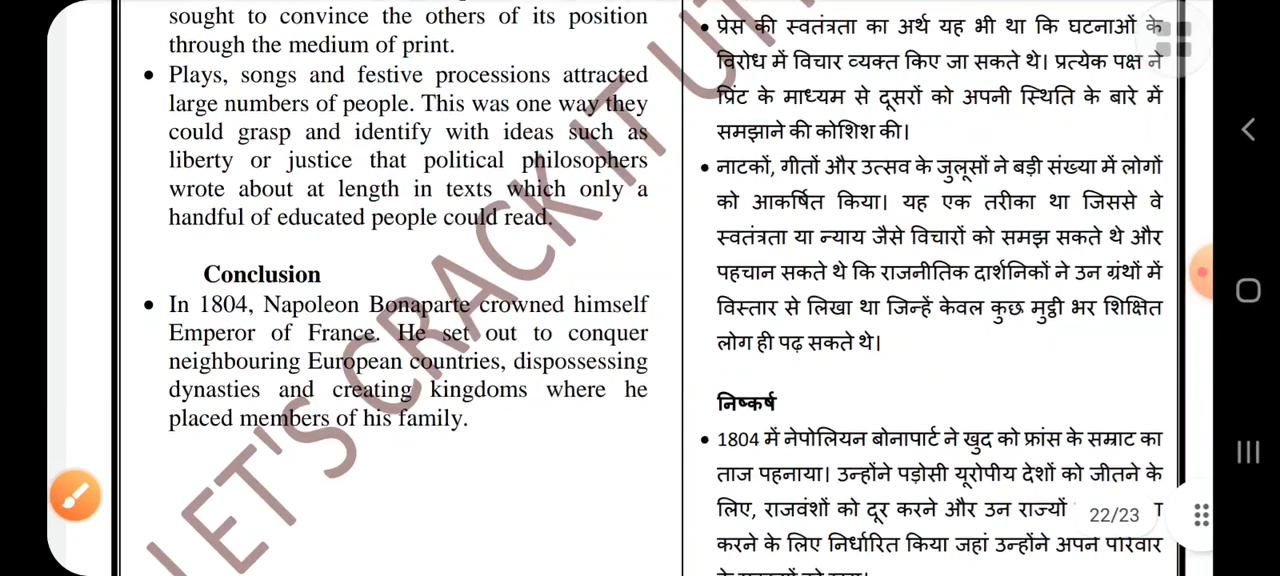 sought to convince the others of its position
through the medium of print.
• Plays, songs and festive processions attracted
large numbers of people. This was one way they
could grasp and identify with ideas such as
liberty or justice that political philosophers
wrote about at length in texts which only a
handful of educated people could read.
Conclusion
• In 1804, Napoleon Bonaparte crowned himself
Emperor of France. He set out to conquer
neighbouring European countries, dispossessing
dynasties and creating kingdoms where he
placed members of his family.
• प्रेस की स्वतंत्रता का अर्थ यह भी था कि घटनाओं के
विरोध में विचार व्यक्त किए जा सकते थे। प्रत्येक पक्ष ने
प्रिंट के माध्यम से दूसरों को अपनी स्थिति के बारे में
समझाने की कोशिश की।
• नाटकों, गीतों और उत्सव के जुलूसों ने बड़ी संख्या में लोगों
को आकर्षित किया। यह एक तरीका था जिससे वे
स्वतंत्रता या न्याय जैसे विचारों को समझ सकते थे और
पहचान सकते थे कि राजनीतिक दार्शनिकों ने उन ग्रंथों में
विस्तार से लिखा था जिन्हें केवल कुछ मुट्ठी भर शिक्षित
लोग ही पढ़ सकते थे।
निष्कर्ष
• 1804 में नेपोलियन बोनापार्ट ने खुद को फ्रांस के सम्राट का
ताज पहनाया। उन्होंने पड़ोसी यूरोपीय देशों को जीतने के
लिए, राजवंशों को दूर करने और उन राज्यों
करने के लिए निर्धारित किया जहां उन्होंने अपने परिवार
22/23
LET'S CRACK IT